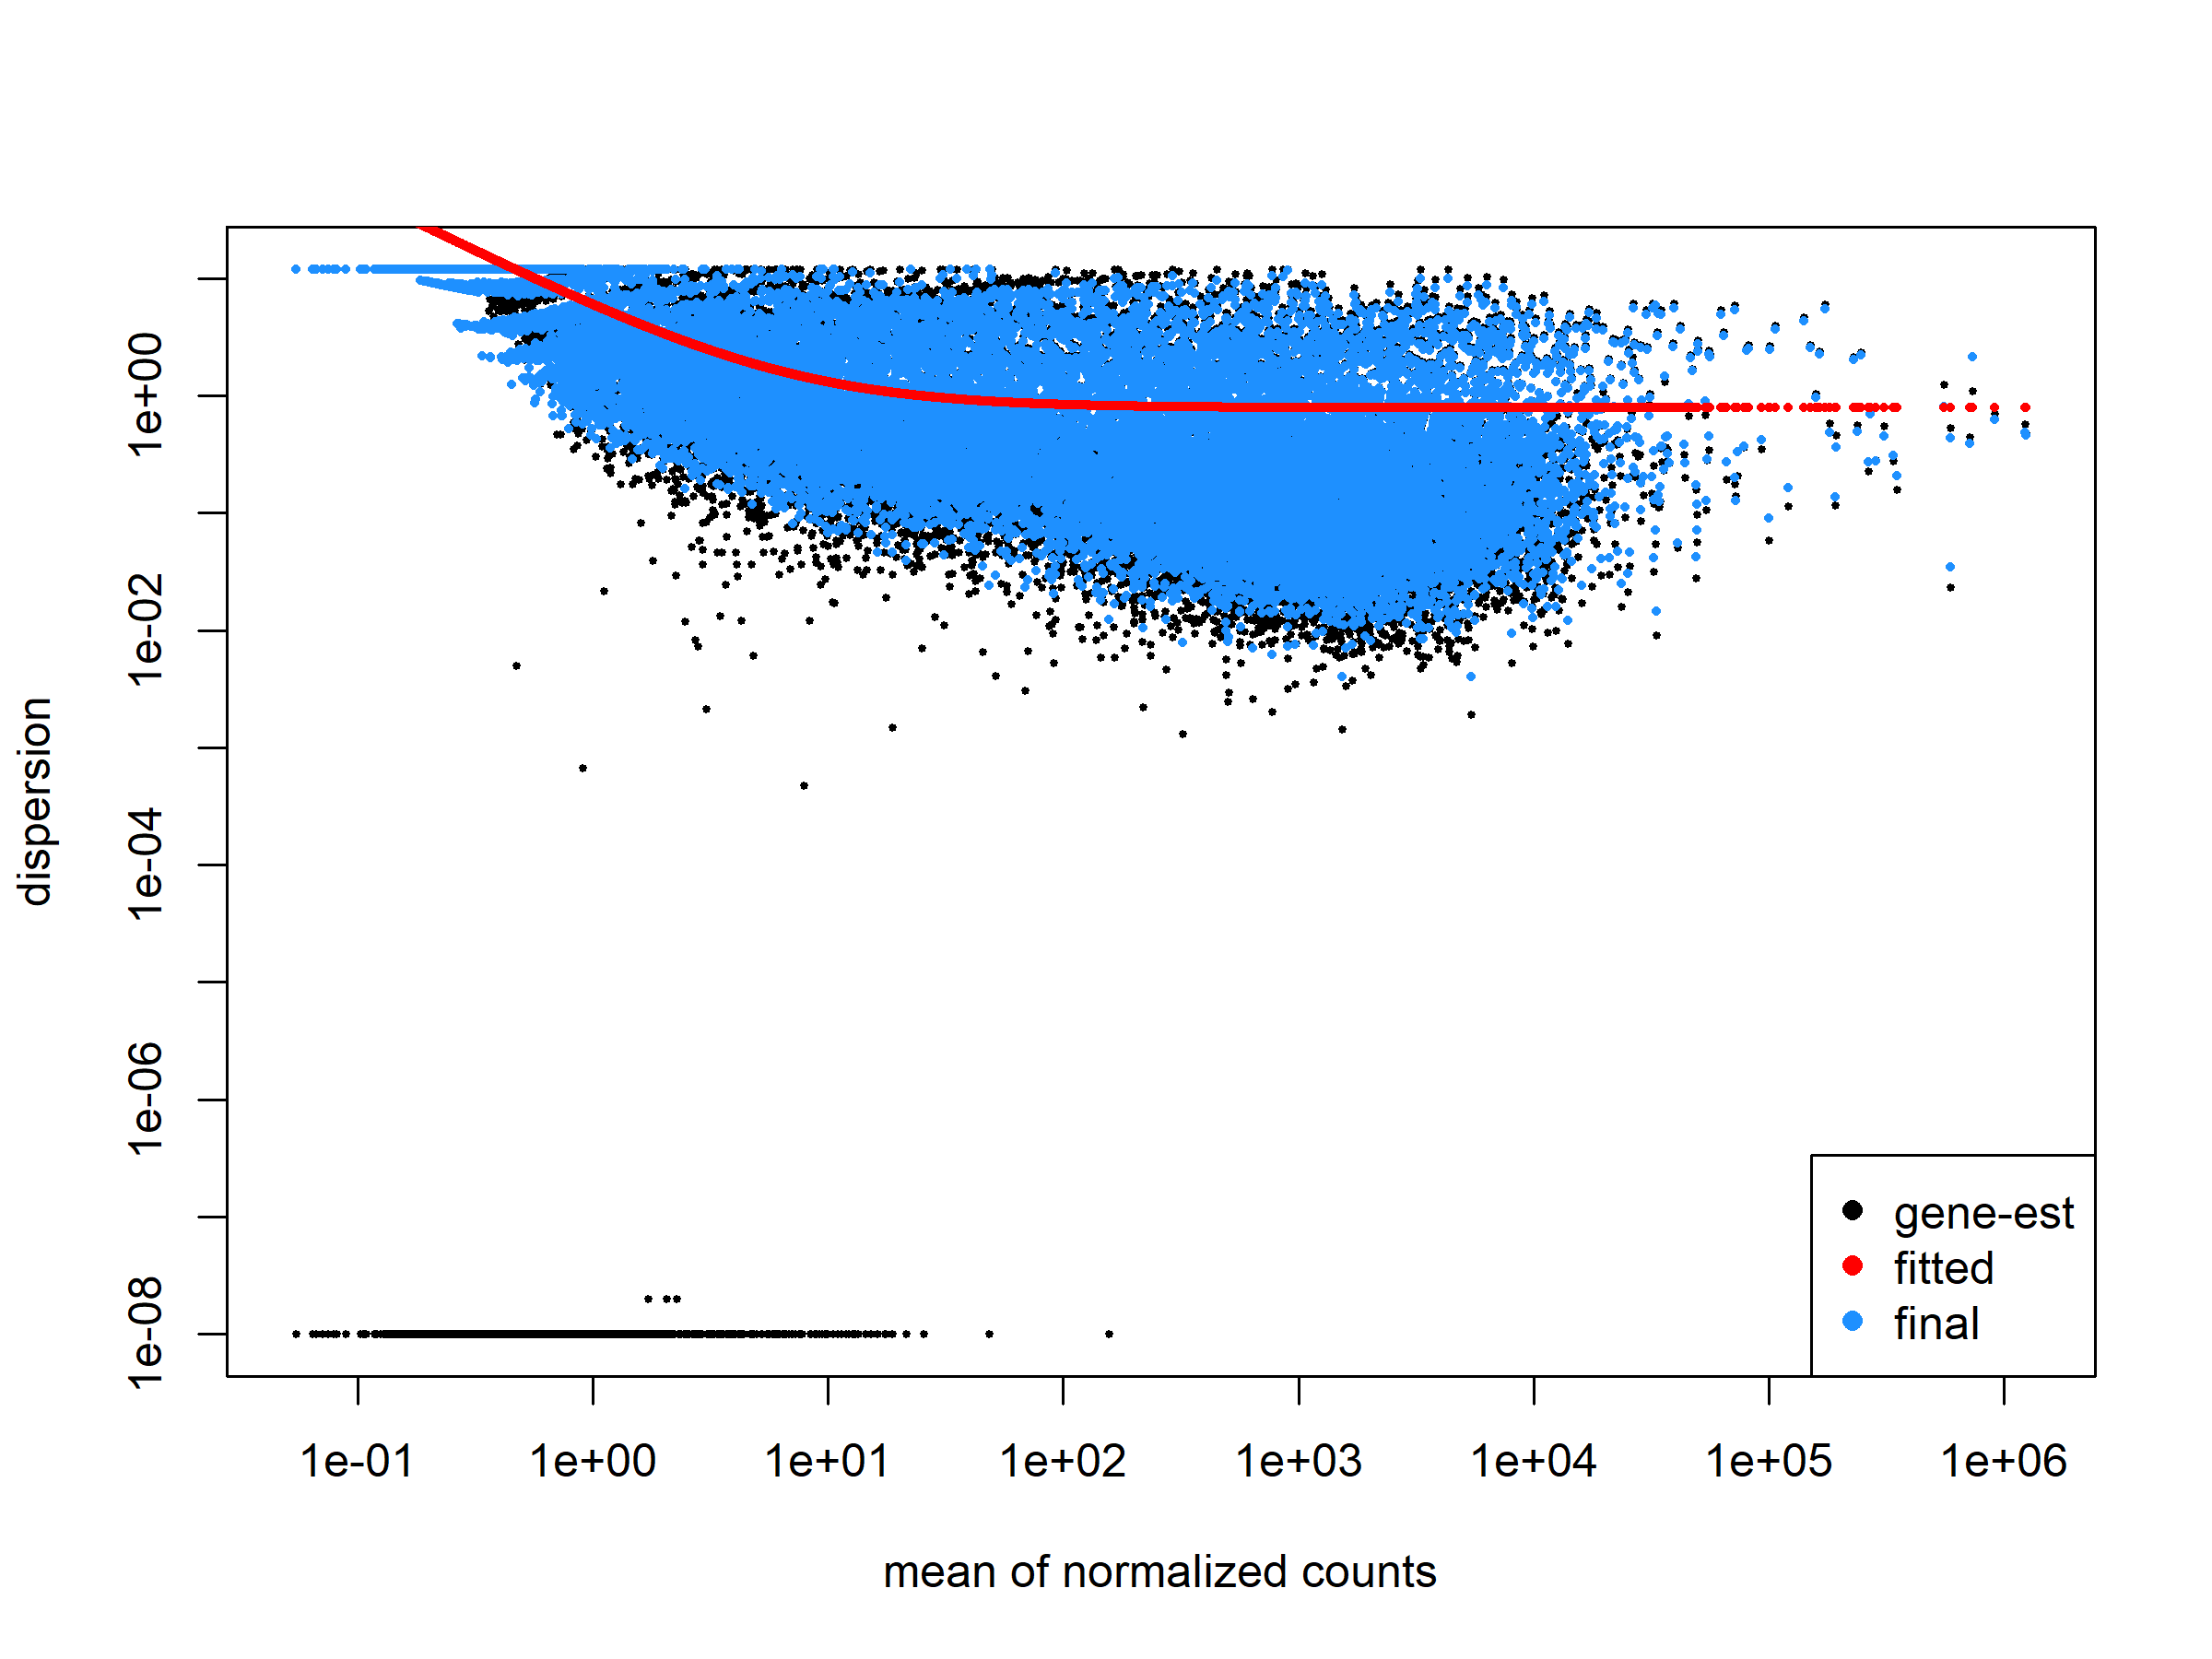 dispersion
1e+00
1e-02
1e-04
1e-06
1e-08
gene-est
fitted
final
1e-01 1e+00 1e+01 1e+02 1e+03 1e+04 1e+05 1e+06
mean of normalized counts